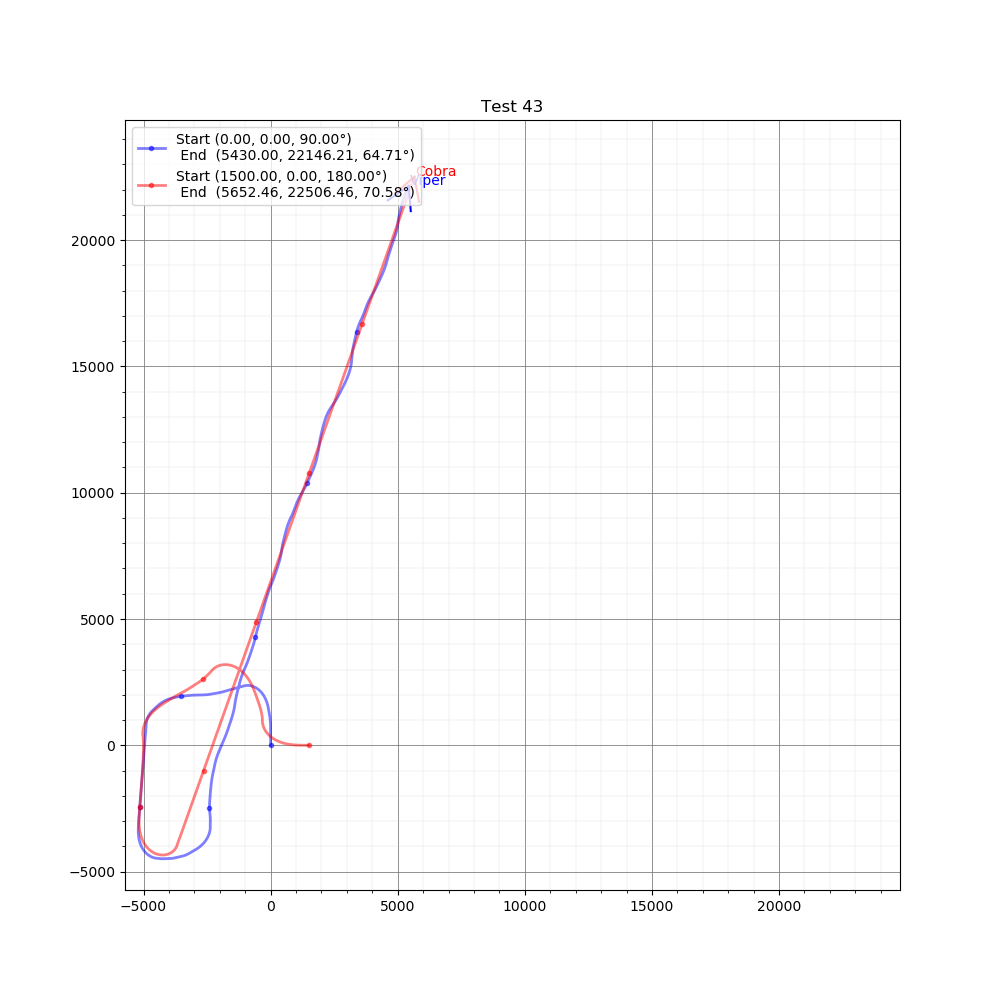 Test 43
Start (0.00, 0.00, 90.00°)
End (5430.00, 22146.21, 64.71°)
Start (1500.00, 0.00, 180.00°)
End (5652.46, 22506.46, 70.58°)
Cobra
20000
15000
10000
5000
0
−5000
−5000 0 5000 10000 15000 20000